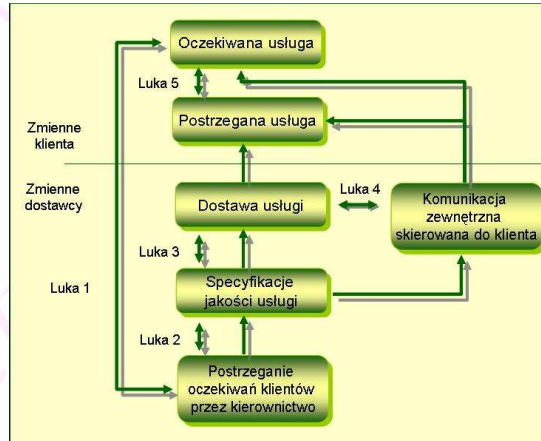 Oczekiwana usługa
Luka 5
Postrzegana usługa
Zmienne
klienta
Zmienne
dostawcy
Dostawa usługi
Luka 4
Komunikacja
zewnętrzna
skierowana do klienta
Luka 3
Luka 1
Specyfikacje
jakości usługi
Luka 2
Postrzeganie
oczekiwań klientów
przez kierownictwo